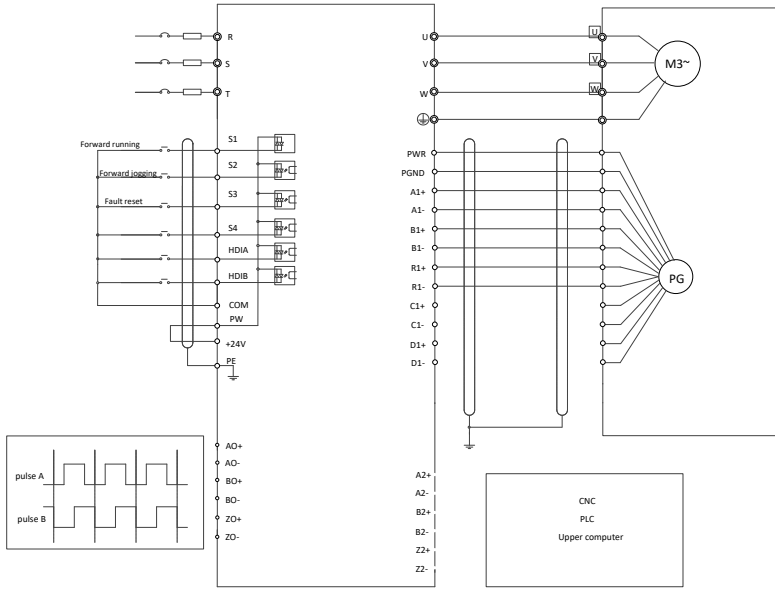 R
S
T
U
V
W
U
V
W
M3~
Forward running
Forward jogging
Fault reset
S1
S2
S3
S4
HDIA
HDIB
COM
PW
+24V
PE
PWR
PGND
A1+
A1-
B1+
B1-
R1+
R1-
C1+
C1-
D1+
D1-
PG
pulse A
pulse B
AO+
AO-
BO+
BO-
ZO+
ZO-
A2+
A2-
B2+
B2-
Z2+
Z2-
CNC
PLC
Upper computer